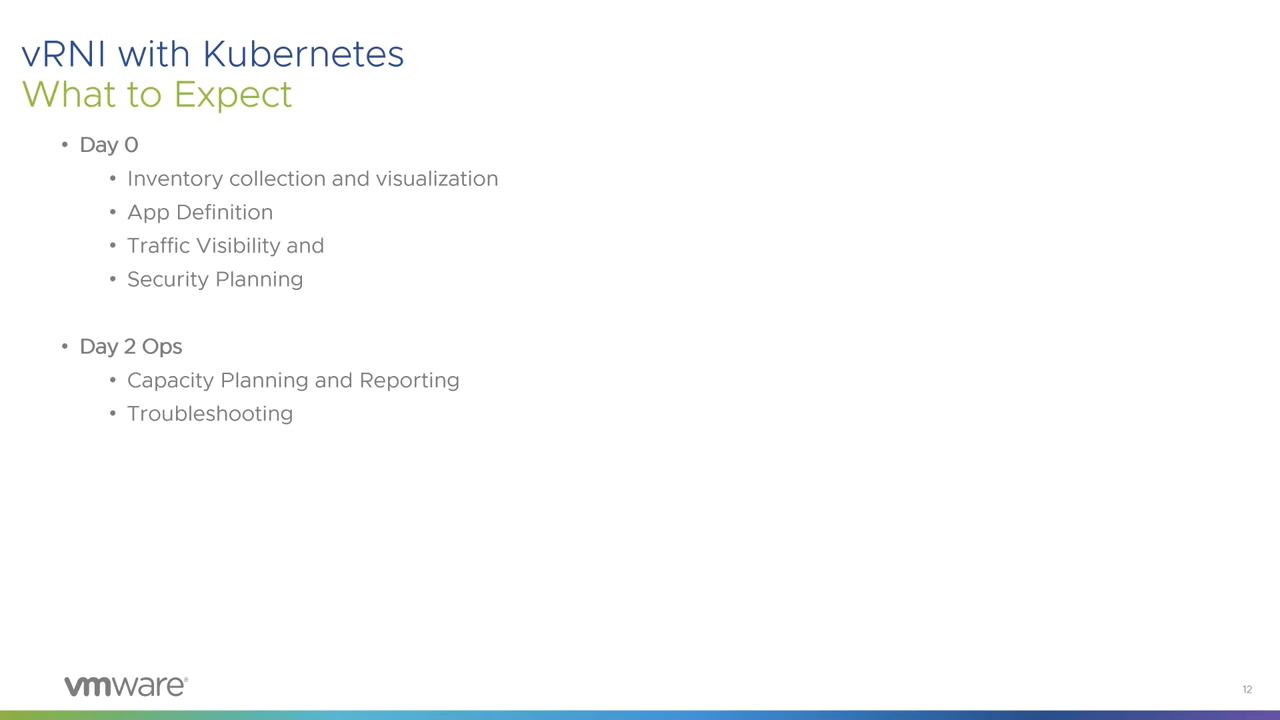 vRNI with Kubernetes
What to Expect
• Day 0
• Inventory collection and visualization
• App Definition
• Traffic Visibility and
• Security Planning
• Day 2 Ops
• Capacity Planning and Reporting
• Troubleshooting
vmware®
12